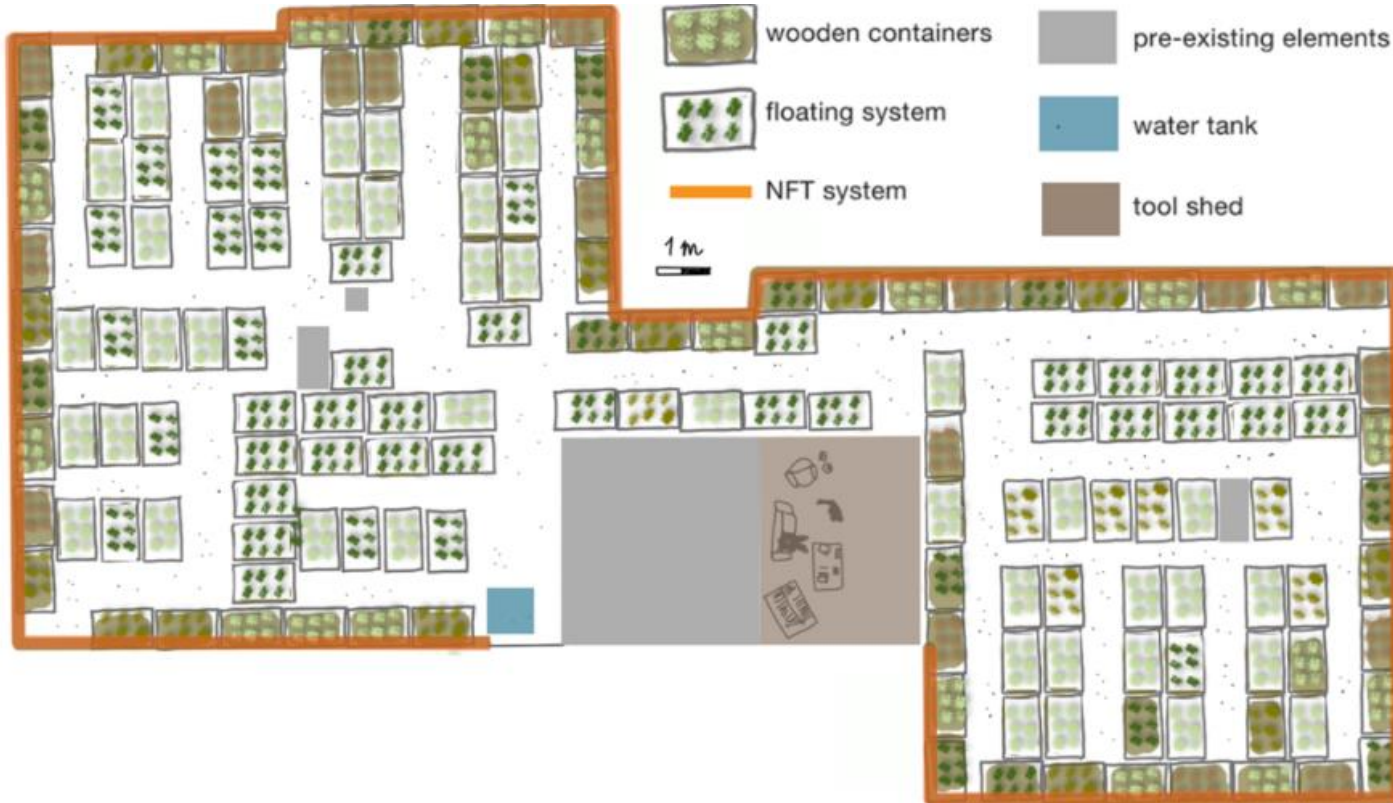 wooden containers
pre-existing elements
floating system
water tank
NFT system
tool shed
1 m